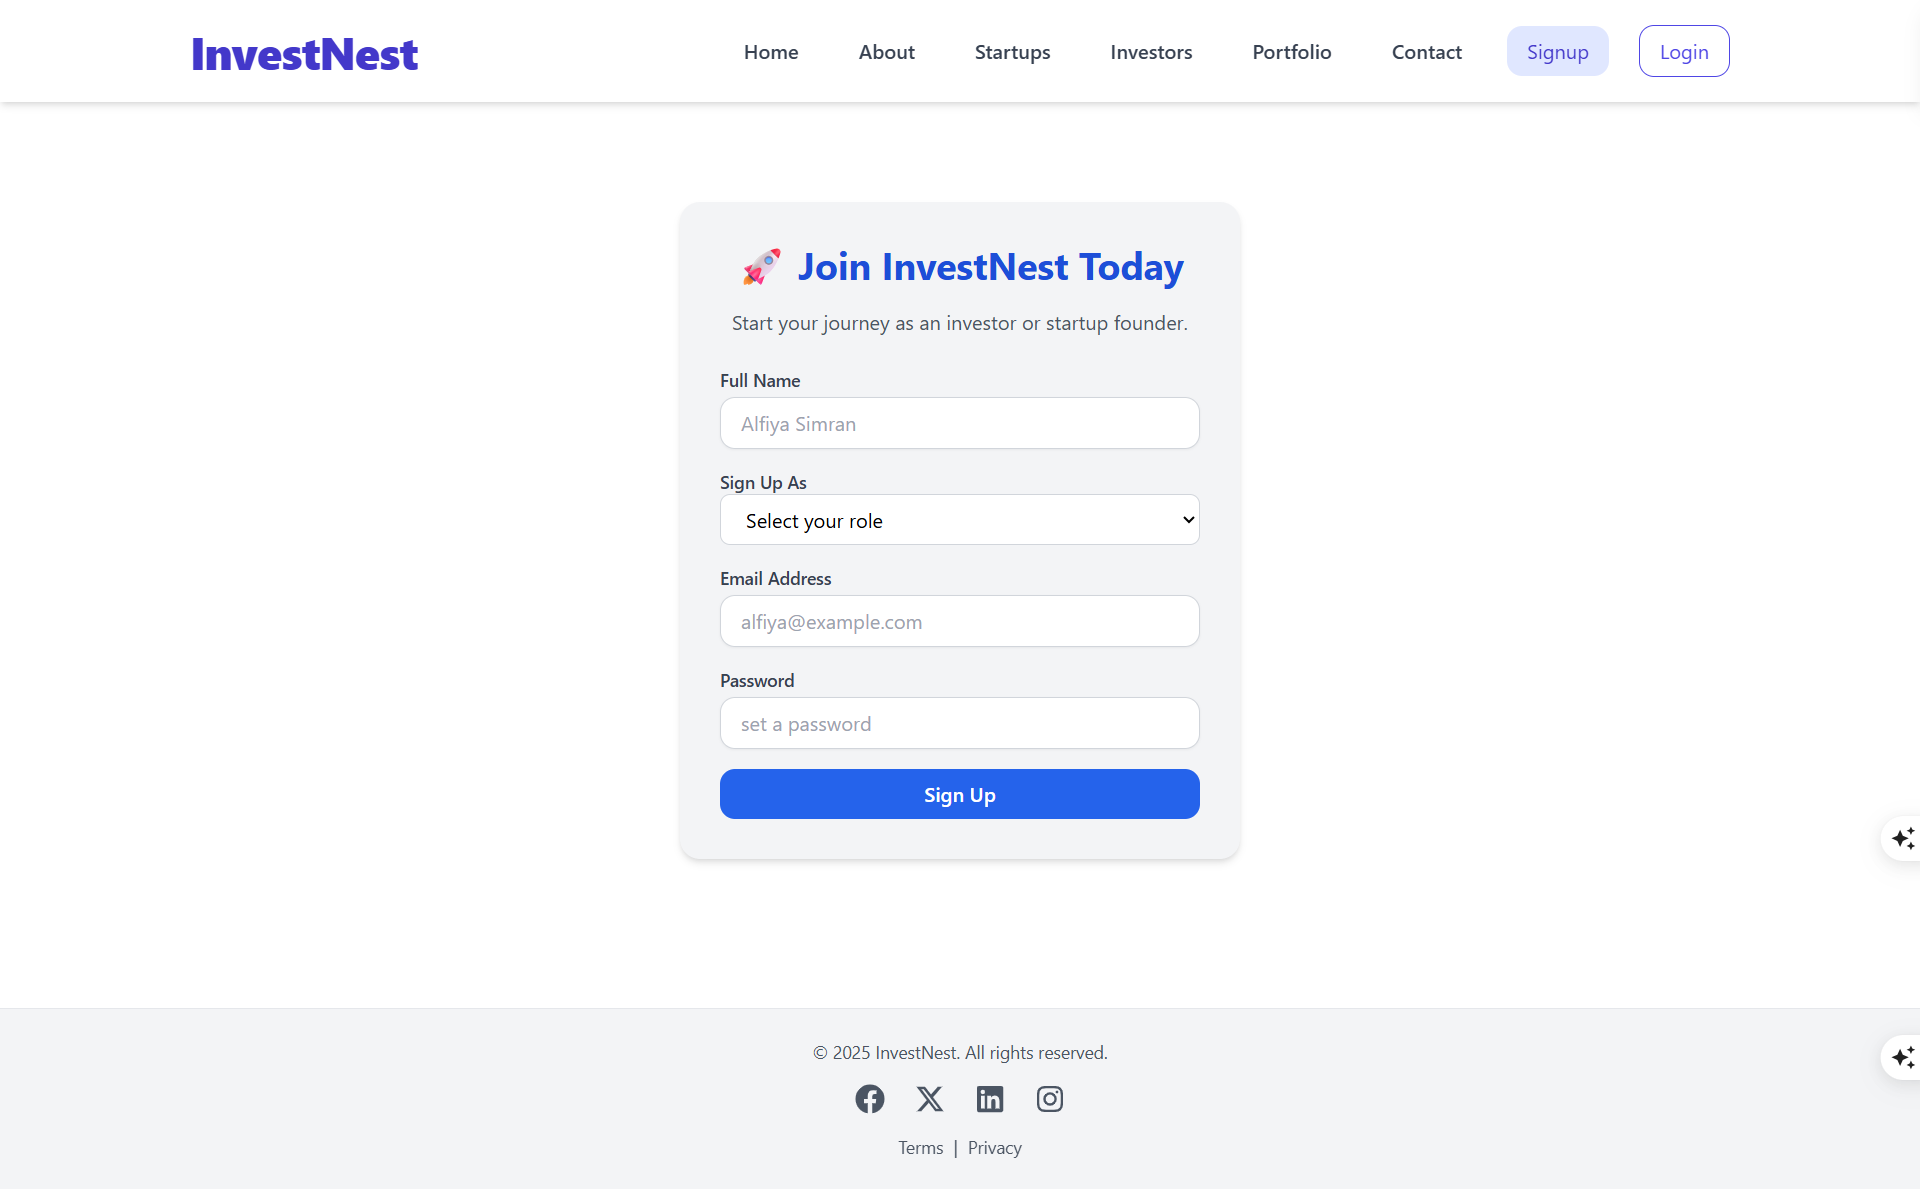 InvestNest
Home About Startups Investors Portfolio Contact Signup Login
🚀 Join InvestNest Today
Start your journey as an investor or startup founder.
Full Name
Alfiya Simran
Sign Up As
Select your role
Email Address
alfiya@example.com
Password
set a password
Sign Up
© 2025 InvestNest. All rights reserved.
Terms | Privacy